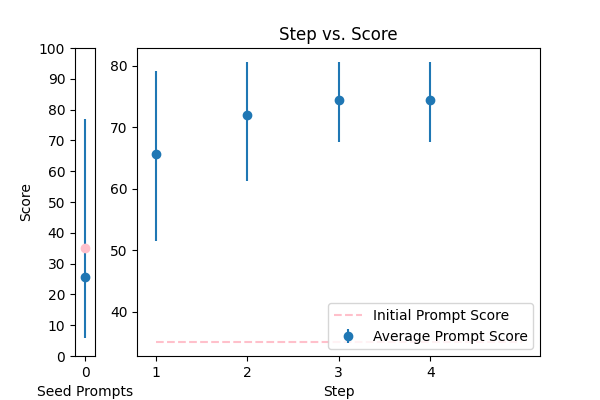 Step vs. Score
Score
100
90
80
70
60
50
40
30
20
10
0
0
Seed Prompts
80
70
60
50
40
1 2 3 4
Step
Initial Prompt Score
Average Prompt Score